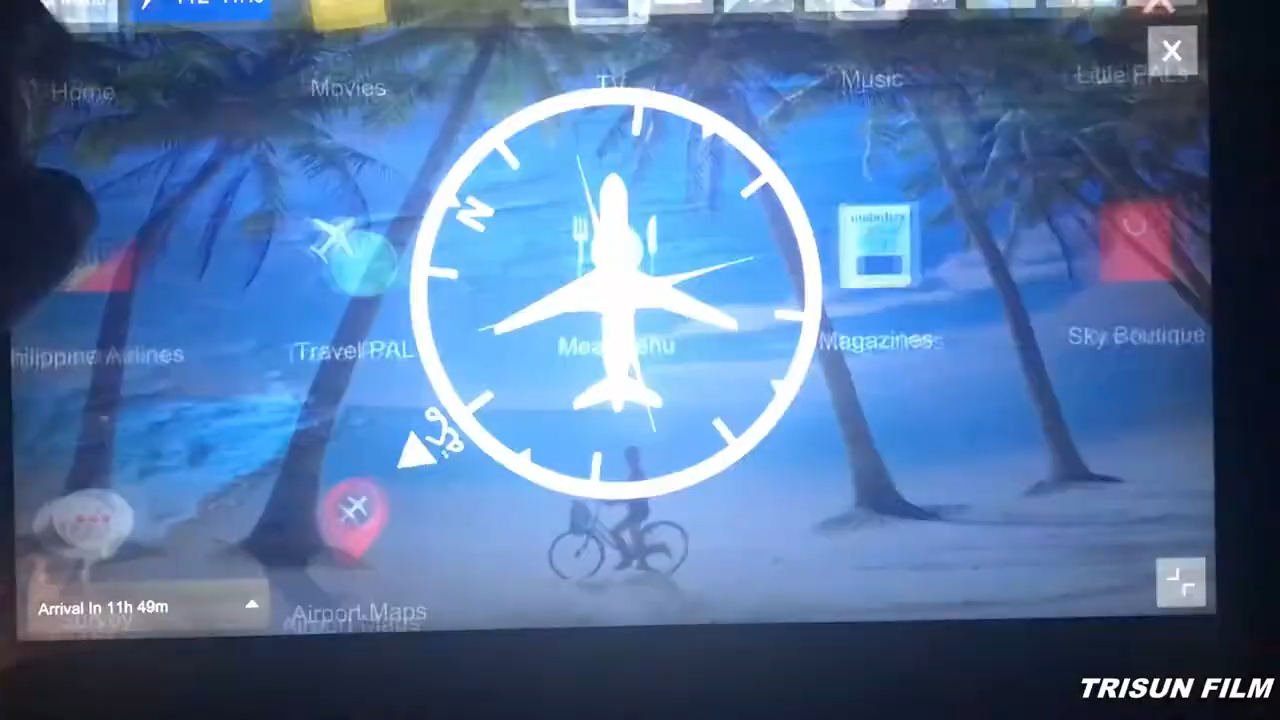 Home
Movies
TV
Music
Little PALs
N
Philippine Airlines
Travel PAL
Magazines
Sky Boutique
Arrival In 11h 49m
Airport Maps
TRISUN FILM